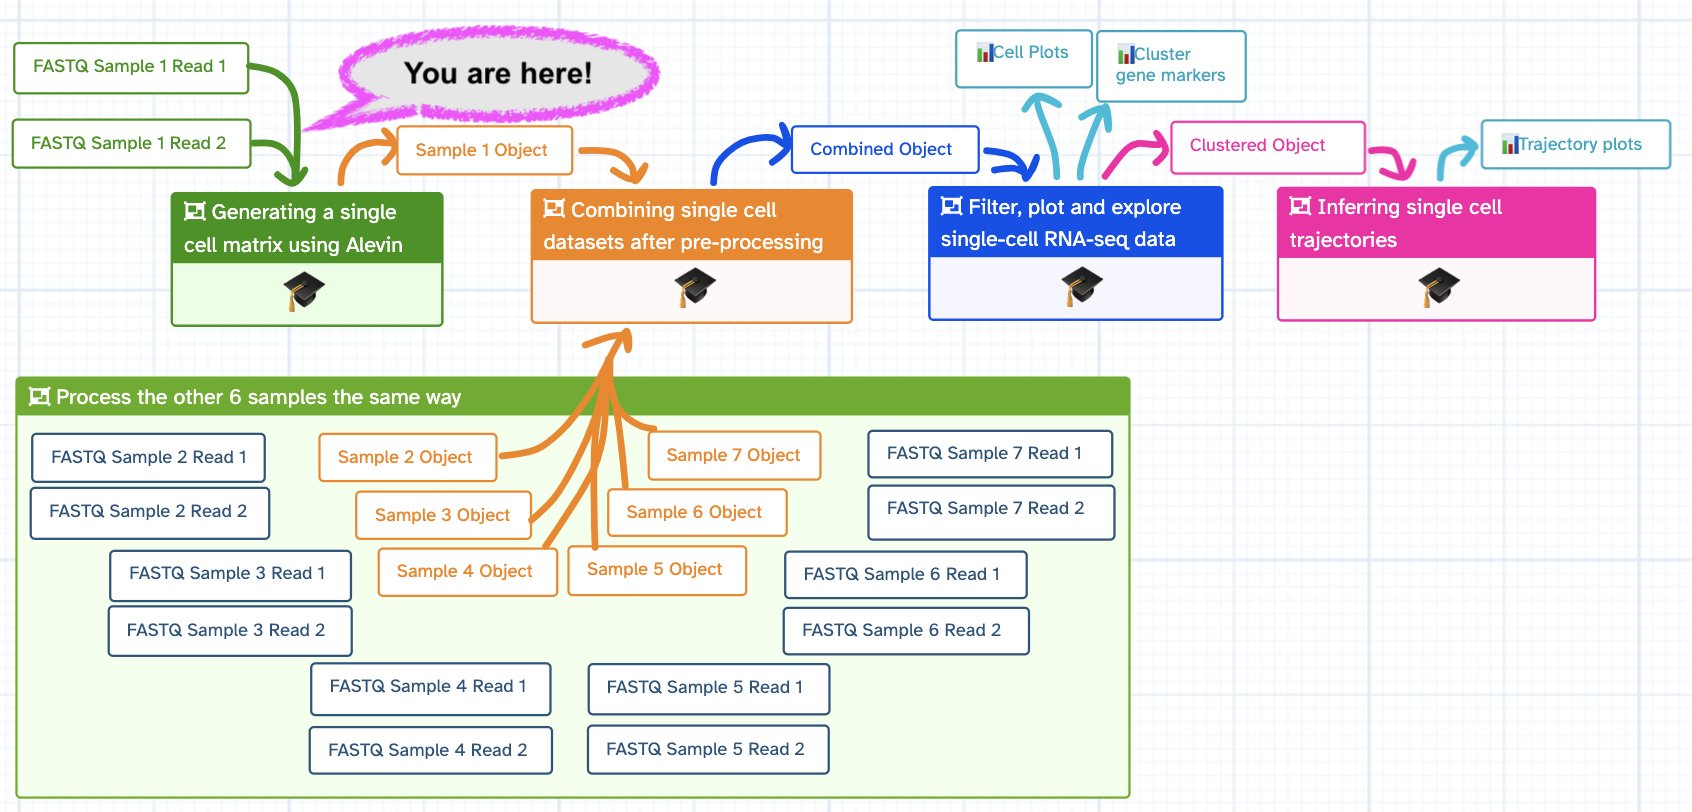 FASTQ Sample 1 Read 1
FASTQ Sample 1 Read 2
You are here!
Sample 1 Object
Combined Object
Cell Plots
Cluster
gene markers
Clustered Object
Trajectory plots
Generating a single
cell matrix using Alevin
Combining single cell
datasets after pre-processing
Filter, plot and explore
single-cell RNA-seq data
Inferring single cell
trajectories
Process the other 6 samples the same way
FASTQ Sample 2 Read 1
FASTQ Sample 2 Read 2
Sample 2 Object
Sample 7 Object
FASTQ Sample 7 Read 1
FASTQ Sample 7 Read 2
Sample 3 Object
Sample 6 Object
Sample 4 Object
Sample 5 Object
FASTQ Sample 3 Read 1
FASTQ Sample 3 Read 2
FASTQ Sample 6 Read 1
FASTQ Sample 6 Read 2
FASTQ Sample 4 Read 1
FASTQ Sample 4 Read 2
FASTQ Sample 5 Read 1
FASTQ Sample 5 Read 2